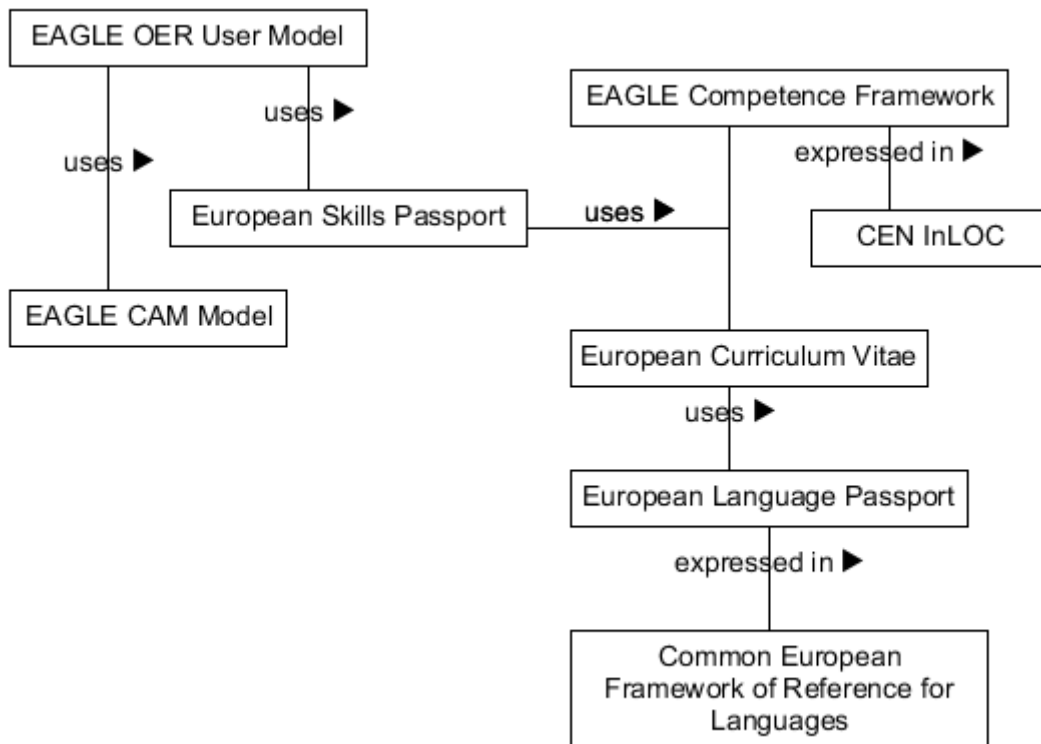 EAGLE OER User Model
uses ▶
EAGLE Competence Framework
expressed in ▶
uses ▶
European Skills Passport
uses ▶
CEN InLOC
EAGLE CAM Model
European Curriculum Vitae
uses ▶
European Language Passport
expressed in ▶
Common European
Framework of Reference for
Languages